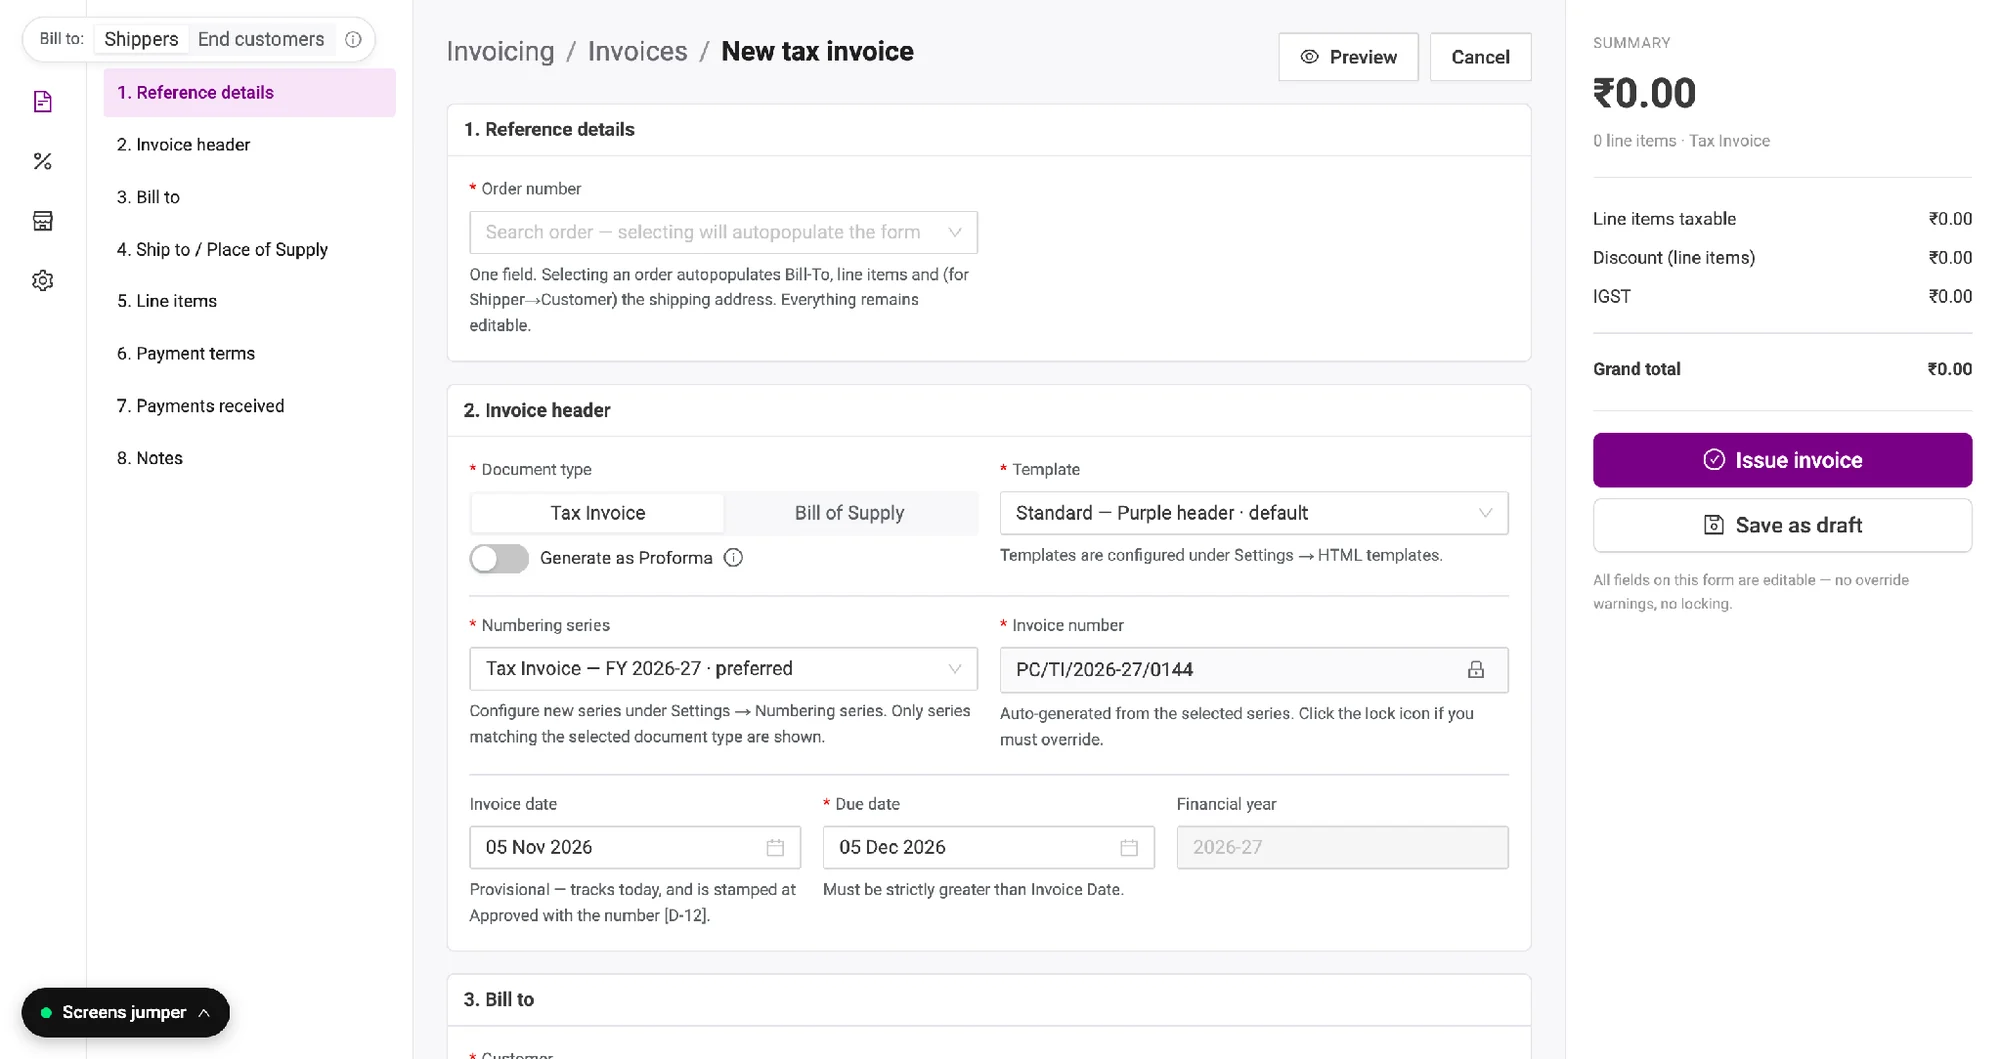 Bill to: Shippers End customers
1. Reference details
2. Invoice header
3. Bill to
4. Ship to / Place of Supply
5. Line items
6. Payment terms
7. Payments received
8. Notes
Screens jumper
Invoicing / Invoices / New tax invoice
Preview
Cancel
1. Reference details
* Order number
Search order — selecting will autopopulate the form
One field. Selecting an order autopopulates Bill-To, line items and (for
Shipper→Customer) the shipping address. Everything remains
editable.
2. Invoice header
* Document type
Tax Invoice
Bill of Supply
Generate as Proforma
* Template
Standard — Purple header · default
Templates are configured under Settings → HTML templates.
* Numbering series
Tax Invoice — FY 2026-27 · preferred
Configure new series under Settings → Numbering series. Only series
matching the selected document type are shown.
* Invoice number
PC/TI/2026-27/0144
Auto-generated from the selected series. Click the lock icon if you
must override.
Invoice date
05 Nov 2026
Provisional — tracks today, and is stamped at
Approved with the number [D-12].
* Due date
05 Dec 2026
Must be strictly greater than Invoice Date.
Financial year
2026-27
3. Bill to
* Customer
SUMMARY
₹0.00
0 line items · Tax Invoice
Line items taxable ₹0.00
Discount (line items) ₹0.00
IGST ₹0.00
Grand total ₹0.00
Issue invoice
Save as draft
All fields on this form are editable — no override
warnings, no locking.